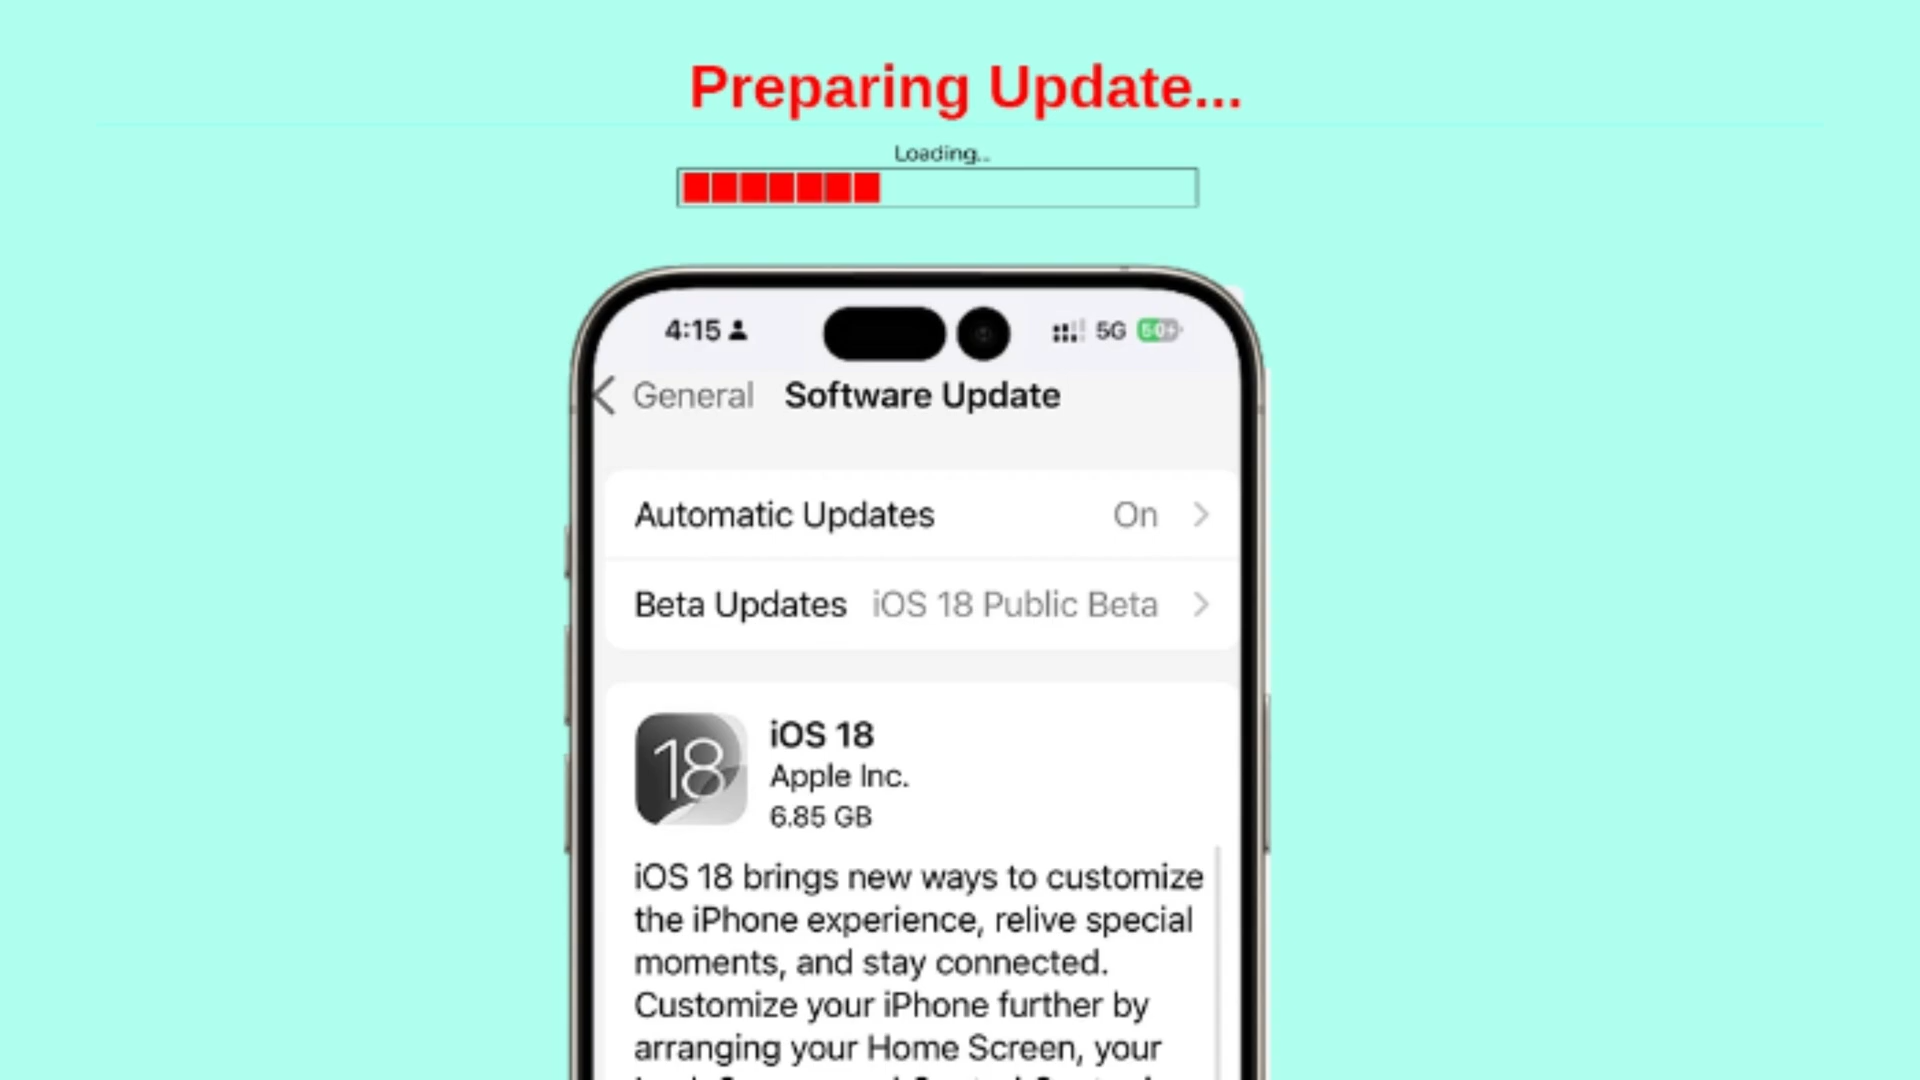 Preparing Update...
Loading...
4:15 5G 50
General Software Update
Automatic Updates On
Beta Updates iOS 18 Public Beta
18
iOS 18
Apple Inc.
6.85 GB
iOS 18 brings new ways to customize
the iPhone experience, relive special
moments, and stay connected.
Customize your iPhone further by
arranging your Home Screen, your